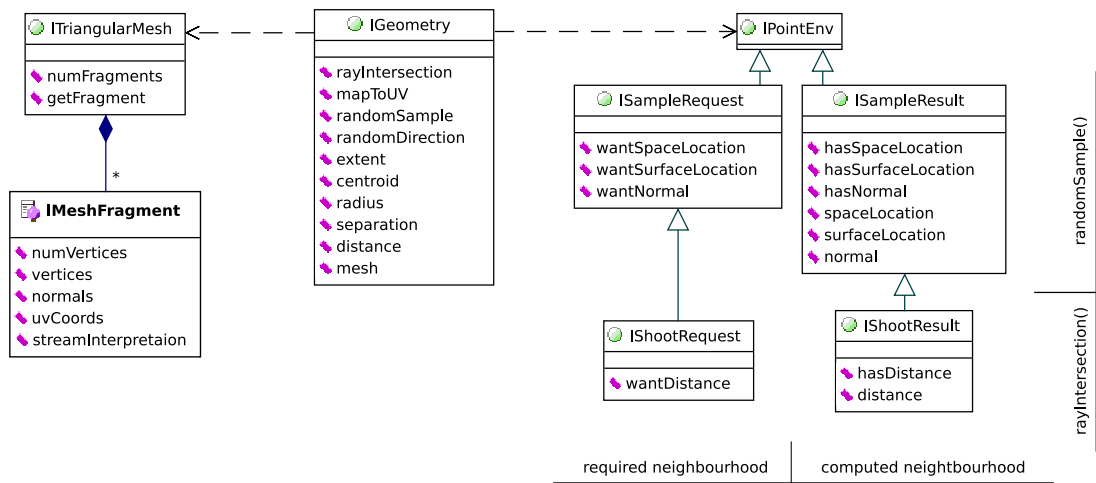 ITriangularMesh
numFragments
getFragment
*
IMeshFragment
numVertices
vertices
normals
uvCoords
streamInterpretaion
IGeometry
rayIntersection
mapToUV
randomSample
randomDirection
extent
centroid
radius
separation
distance
mesh
IPointEnv
ISampleRequest
wantSpaceLocation
wantSurfaceLocation
wantNormal
ISampleResult
hasSpaceLocation
hasSurfaceLocation
hasNormal
spaceLocation
surfaceLocation
normal
IShootRequest
wantDistance
IShootResult
hasDistance
distance
randomSample()
rayIntersection()
required neighbourhood
computed neightbourhood